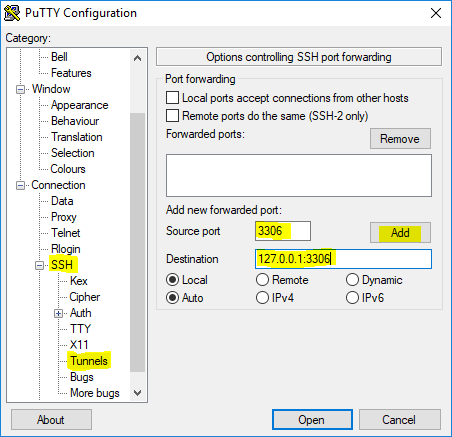 PuTTY Configuration
Category:
Bell
Features
Window
Appearance
Behaviour
Translation
Selection
Colours
Connection
Data
Proxy
Telnet
Rlogin
SSH
Kex
Cipher
Auth
TTY
X11
Tunnels
Bugs
More bugs
Options controlling SSH port forwarding
Port forwarding
Local ports accept connections from other hosts
Remote ports do the same (SSH-2 only)
Forwarded ports: Remove
Add new forwarded port:
Source port 3306 Add
Destination 127.0.0.1:3306
Local Remote Dynamic
Auto IPv4 IPv6
About Open Cancel